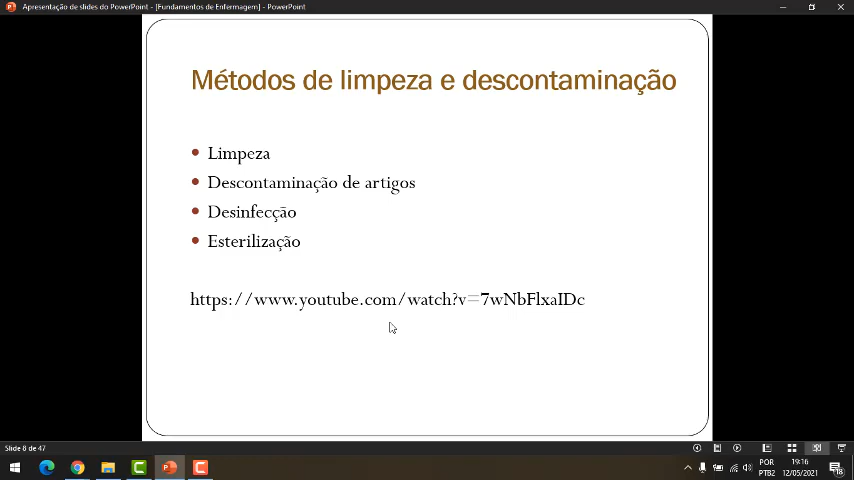 Apresentação de slides do PowerPoint - [Fundamentos de Enfermagem] - PowerPoint
Métodos de limpeza e descontaminação
Limpeza
Descontaminação de artigos
Desinfecção
Esterilização
https://www.youtube.com/watch?v=7wNbFlxaIDc
Slide 8 de 47
POR
PTB2
19:16
12/05/2021
18